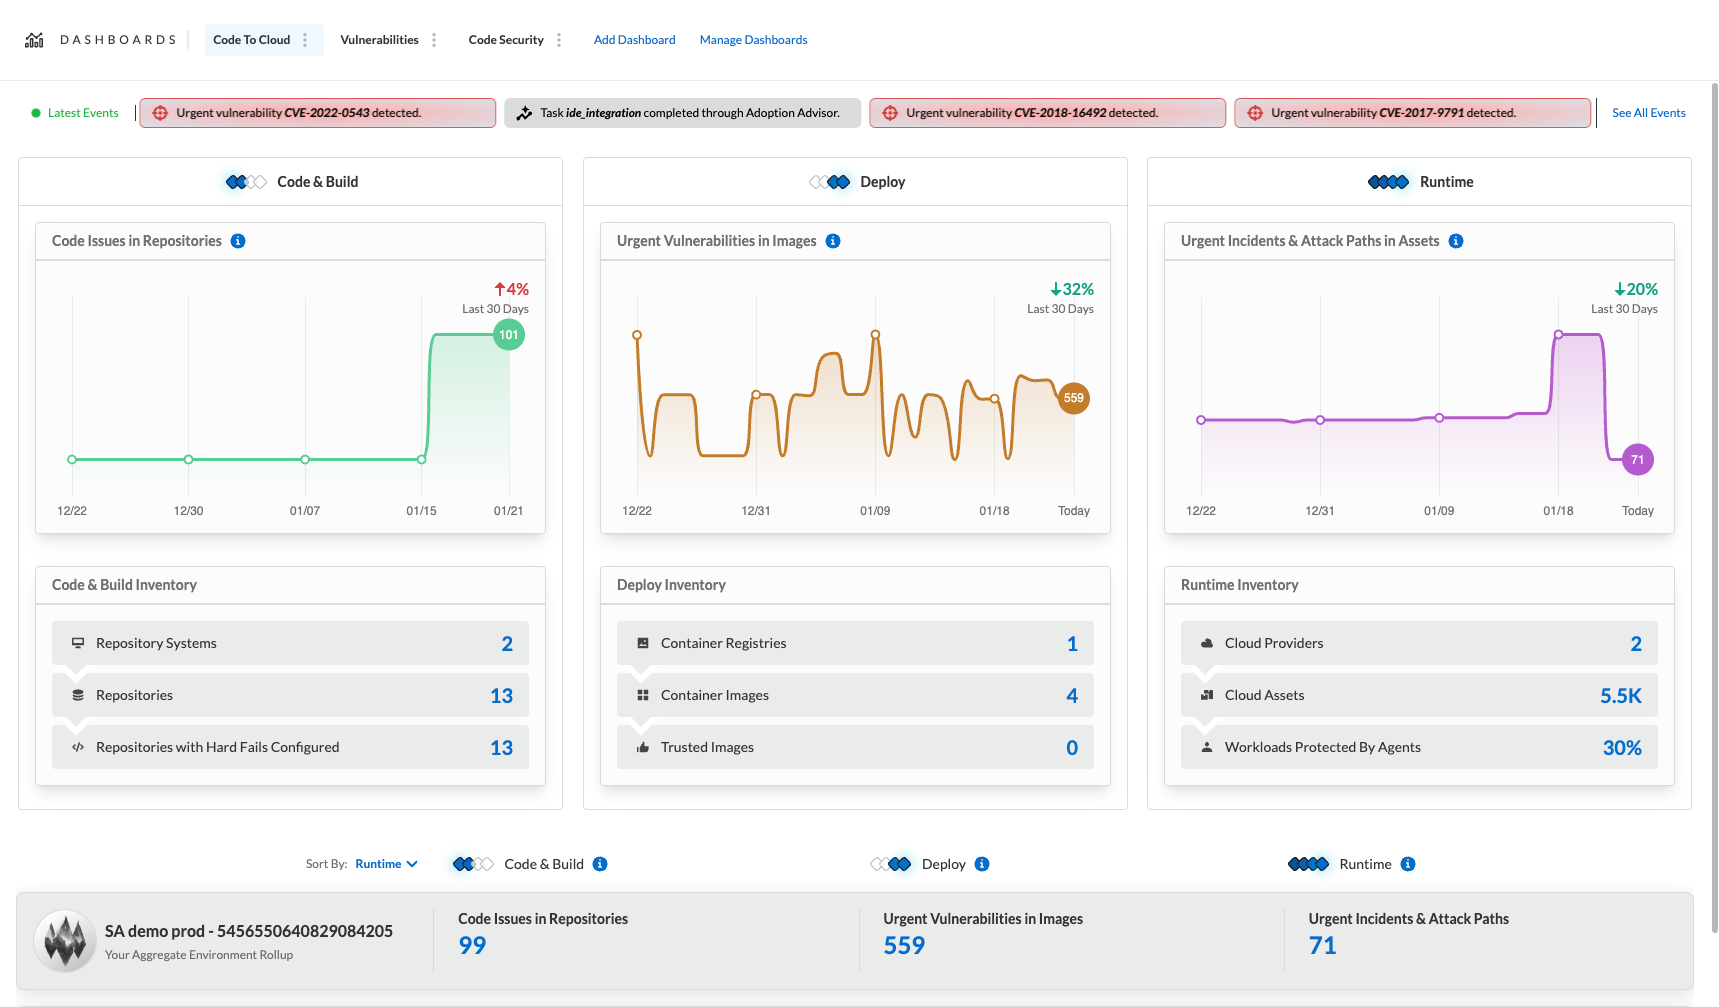 DASHBOARDS
Code To Cloud
Vulnerabilities
Code Security
Add Dashboard
Manage Dashboards
Latest Events
Urgent vulnerability CVE-2022-0543 detected.
Task ide_integration completed through Adoption Advisor.
Urgent vulnerability CVE-2018-16492 detected.
Urgent vulnerability CVE-2017-9791 detected.
See All Events
Code & Build
Code Issues in Repositories
4%
Last 30 Days
101
12/22 12/30 01/07 01/15 01/21
Code & Build Inventory
Repository Systems 2
Repositories 13
Repositories with Hard Fails Configured 13
Deploy
Urgent Vulnerabilities in Images
32%
Last 30 Days
559
12/22 12/31 01/09 01/18 Today
Deploy Inventory
Container Registries 1
Container Images 4
Trusted Images 0
Runtime
Urgent Incidents & Attack Paths in Assets
20%
Last 30 Days
71
12/22 12/31 01/09 01/18 Today
Runtime Inventory
Cloud Providers 2
Cloud Assets 5.5K
Workloads Protected By Agents 30%
Sort By: Runtime
Code & Build
Deploy
Runtime
SA demo prod - 5456550640829084205
Your Aggregate Environment Rollup
Code Issues in Repositories
99
Urgent Vulnerabilities in Images
559
Urgent Incidents & Attack Paths
71